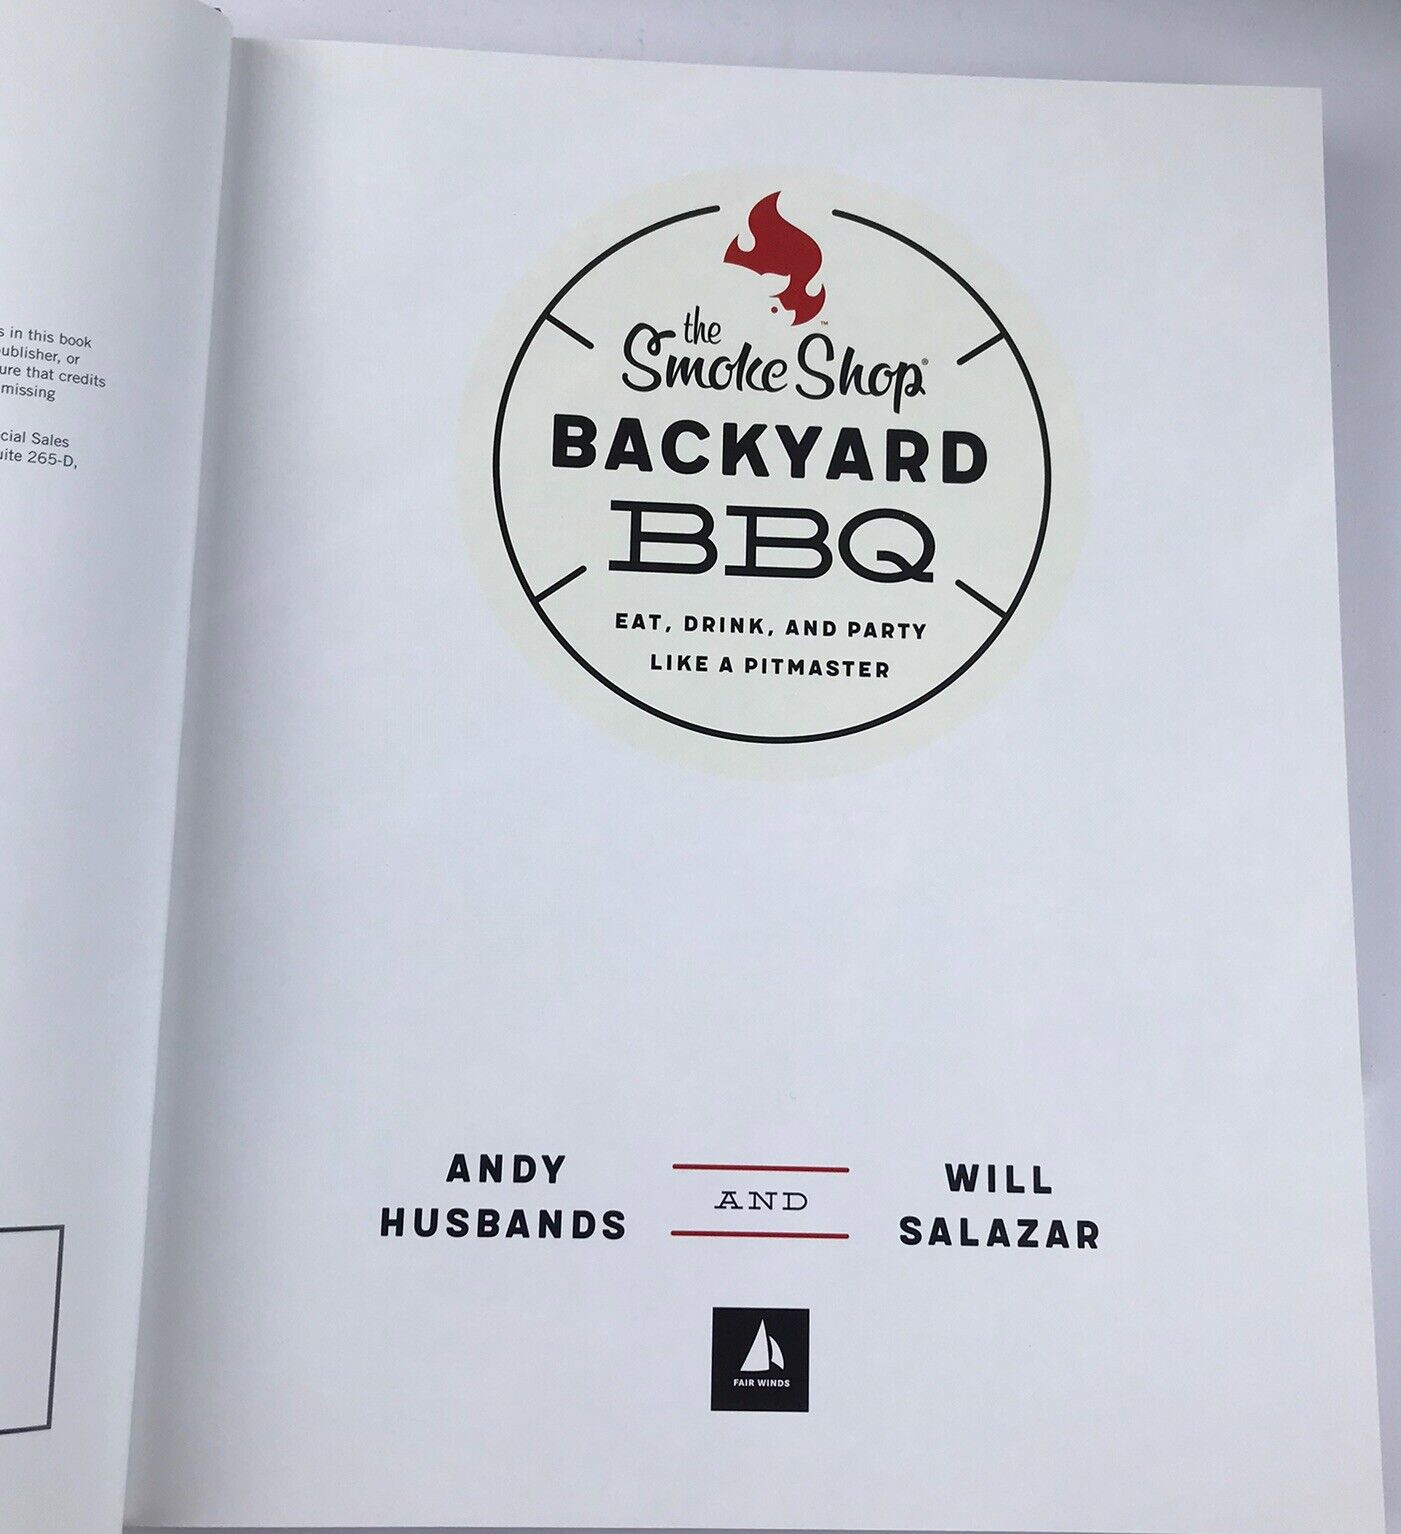 s in this book
ublisher, or
ure that credits
missing
cial Sales
uite 265-D,
the
Smoke Shop®
BACKYARD
BBQ
EAT, DRINK, AND PARTY
LIKE A PITMASTER
ANDY
HUSBANDS
AND
WILL
SALAZAR
FAIR WINDS